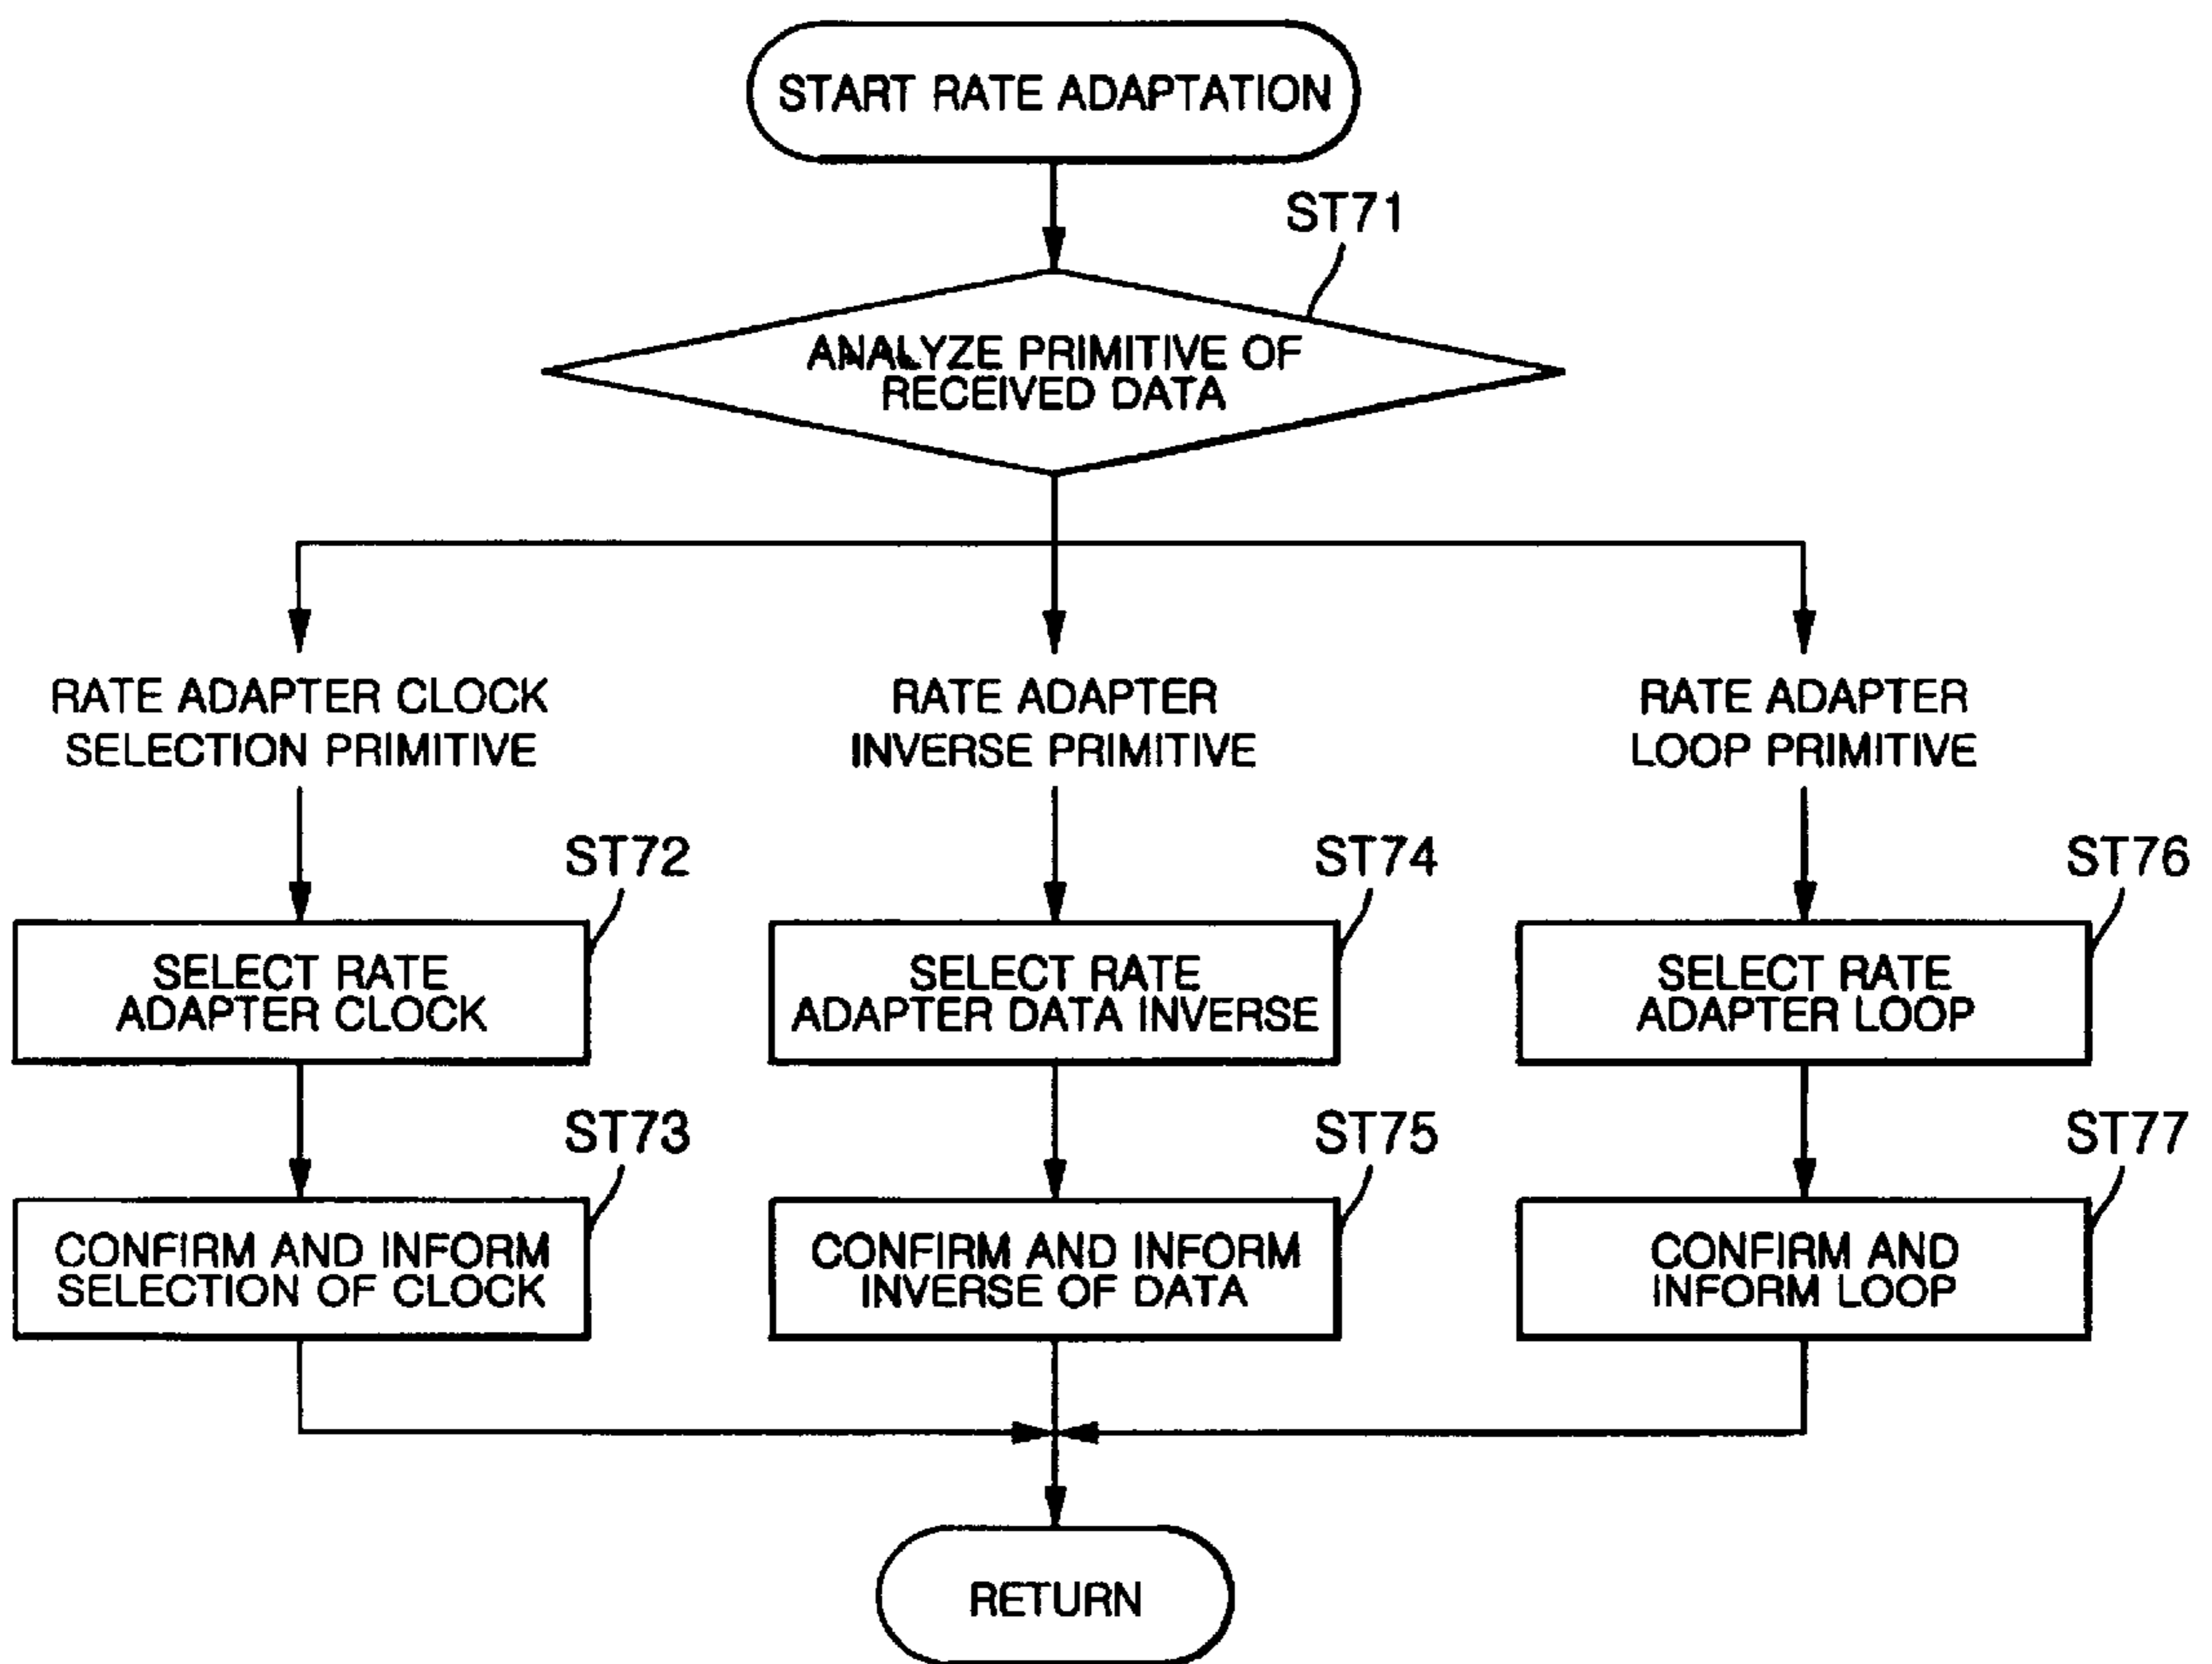 START RATE ADAPTATION
ST71
ANALYZE PRIMITIVE OF
RECEIVED DATA
RATE ADAPTER CLOCK
SELECTION PRIMITIVE
RATE ADAPTER
INVERSE PRIMITIVE
RATE ADAPTER
LOOP PRIMITIVE
ST72
SELECT RATE
ADAPTER CLOCK
ST74
SELECT RATE
ADAPTER DATA INVERSE
ST76
SELECT RATE
ADAPTER LOOP
ST73
CONFIRM AND INFORM
SELECTION OF CLOCK
ST75
CONFIRM AND INFORM
INVERSE OF DATA
ST77
CONFIRM AND
INFORM LOOP
RETURN